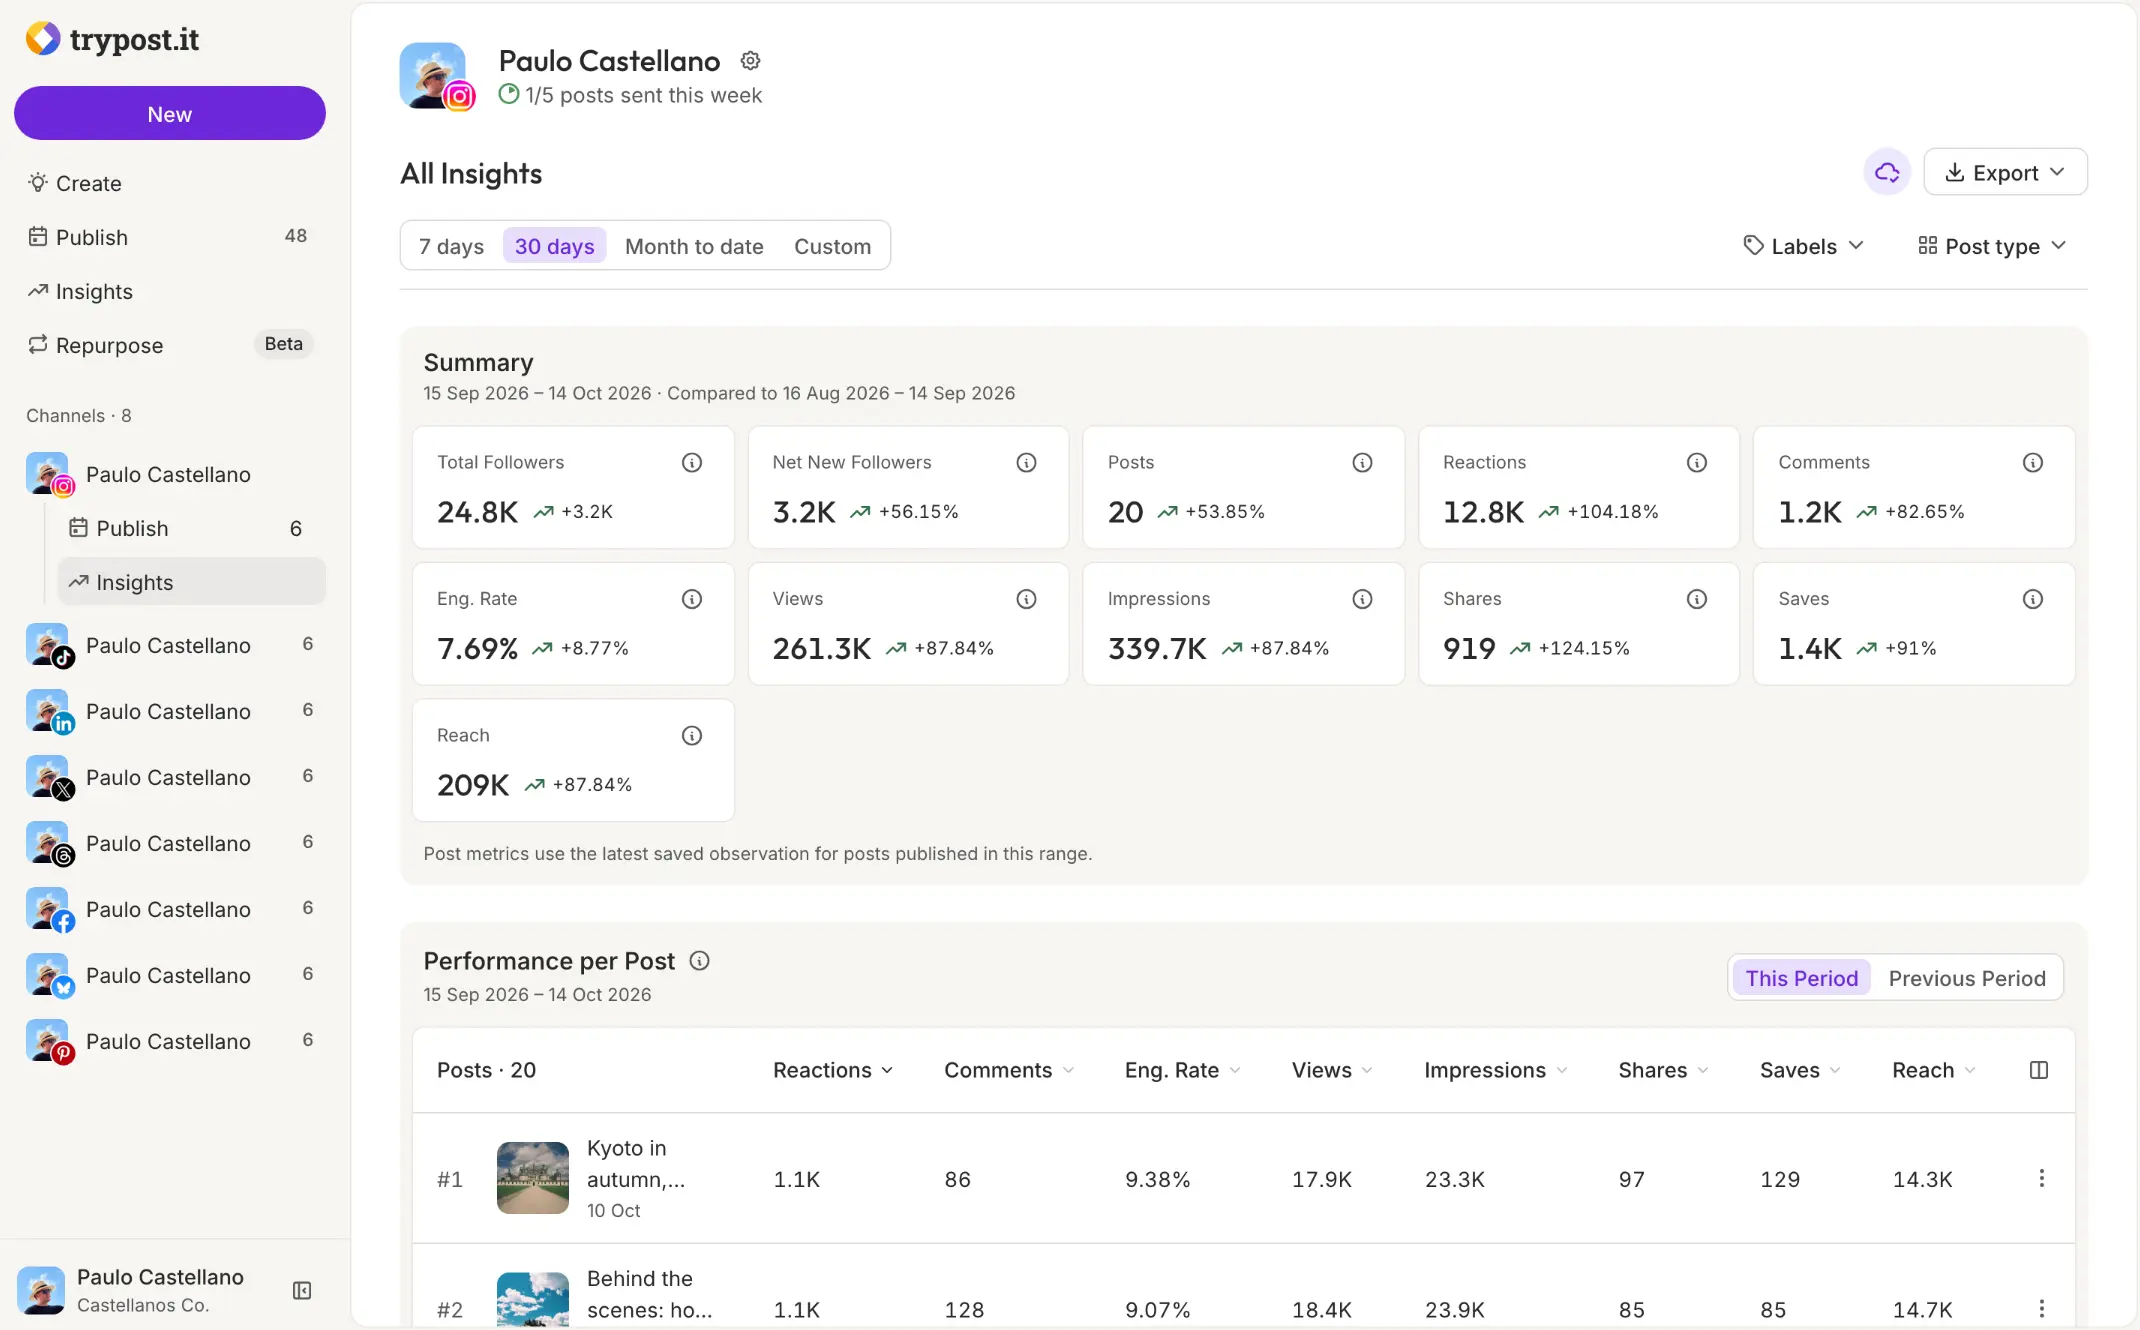 trypost.it
New
Create
Publish 48
Insights
Repurpose Beta
Channels · 8
Paulo Castellano
Publish 6
Insights
Paulo Castellano 6
Paulo Castellano 6
Paulo Castellano 6
Paulo Castellano 6
Paulo Castellano 6
Paulo Castellano 6
Paulo Castellano 6
Paulo Castellano
Castellanos Co.
Paulo Castellano
1/5 posts sent this week
All Insights
Export
7 days 30 days Month to date Custom
Labels Post type
Summary
15 Sep 2026 – 14 Oct 2026 · Compared to 16 Aug 2026 – 14 Sep 2026
Total Followers
24.8K +3.2K
Net New Followers
3.2K +56.15%
Posts
20 +53.85%
Reactions
12.8K +104.18%
Comments
1.2K +82.65%
Eng. Rate
7.69% +8.77%
Views
261.3K +87.84%
Impressions
339.7K +87.84%
Shares
919 +124.15%
Saves
1.4K +91%
Reach
209K +87.84%
Post metrics use the latest saved observation for posts published in this range.
Performance per Post
15 Sep 2026 – 14 Oct 2026
This Period Previous Period
Posts · 20 Reactions Comments Eng. Rate Views Impressions Shares Saves Reach
#1 Kyoto in autumn,... 10 Oct 1.1K 86 9.38% 17.9K 23.3K 97 129 14.3K
#2 Behind the scenes: ho... 1.1K 128 9.07% 18.4K 23.9K 85 85 14.7K